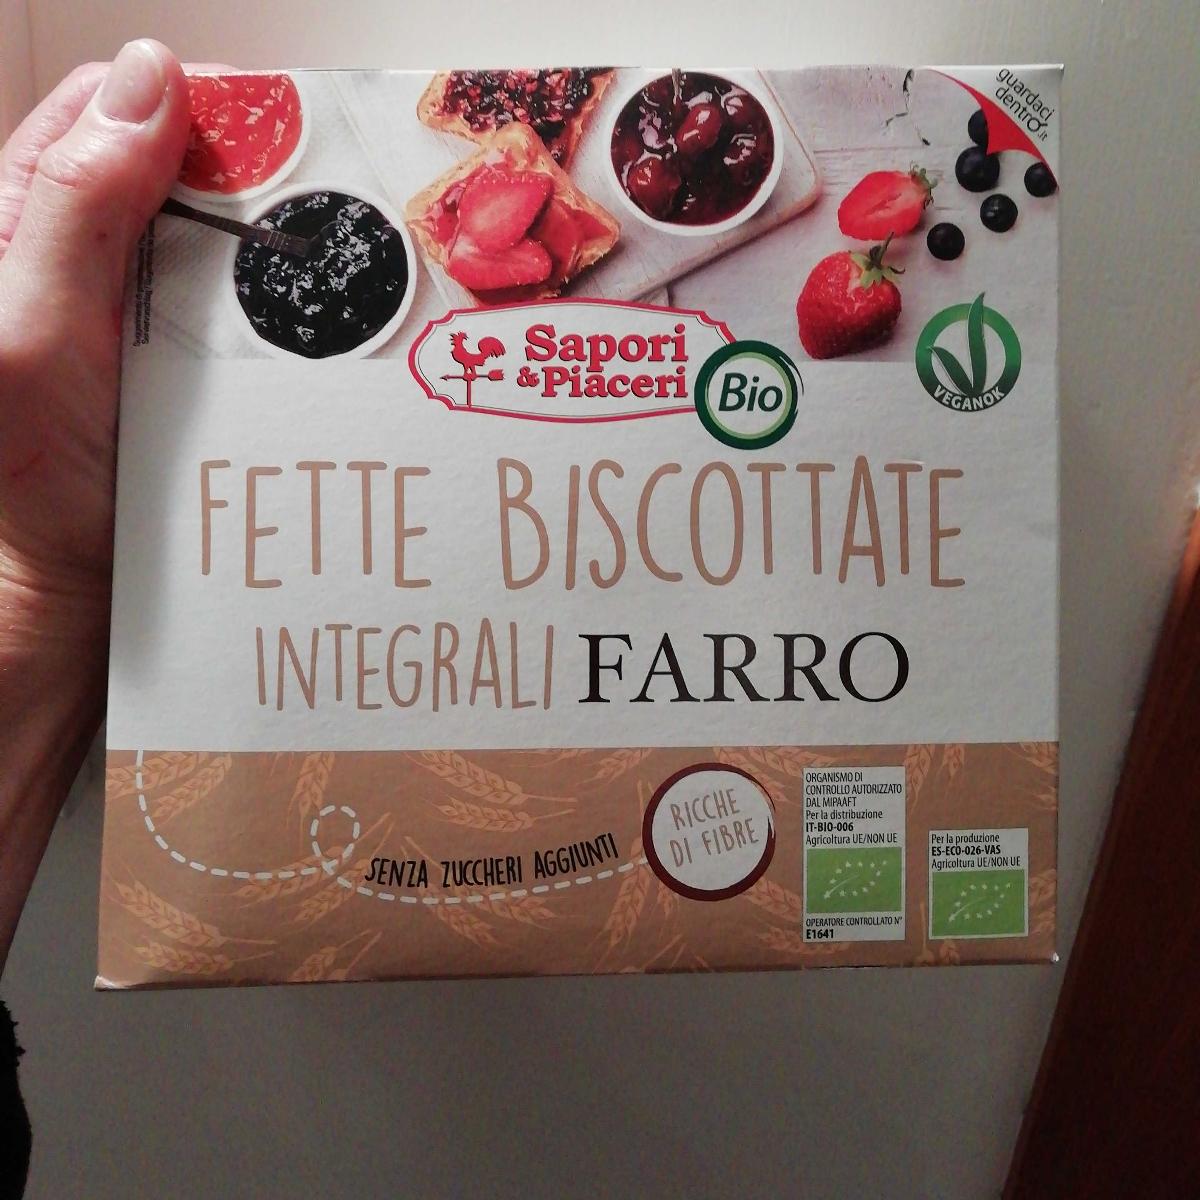 guardaci
dentro.it
Sapori
&Piaceri
Bio
VEGANOK
FETTE BISCOTTATE
INTEGRALI FARRO
SENZA ZUCCHERI AGGIUNTI
RICCHE
DI FIBRE
ORGANISMO DI
CONTROLLO AUTORIZZATO
DAL MIPAAFT
Per la distribuzione
IT-BIO-006
Agricoltura UE/NON UE
OPERATORE CONTROLLATO N°
E1641
Per la produzione
ES-ECO-026-VAS
Agricoltura UE/NON UE